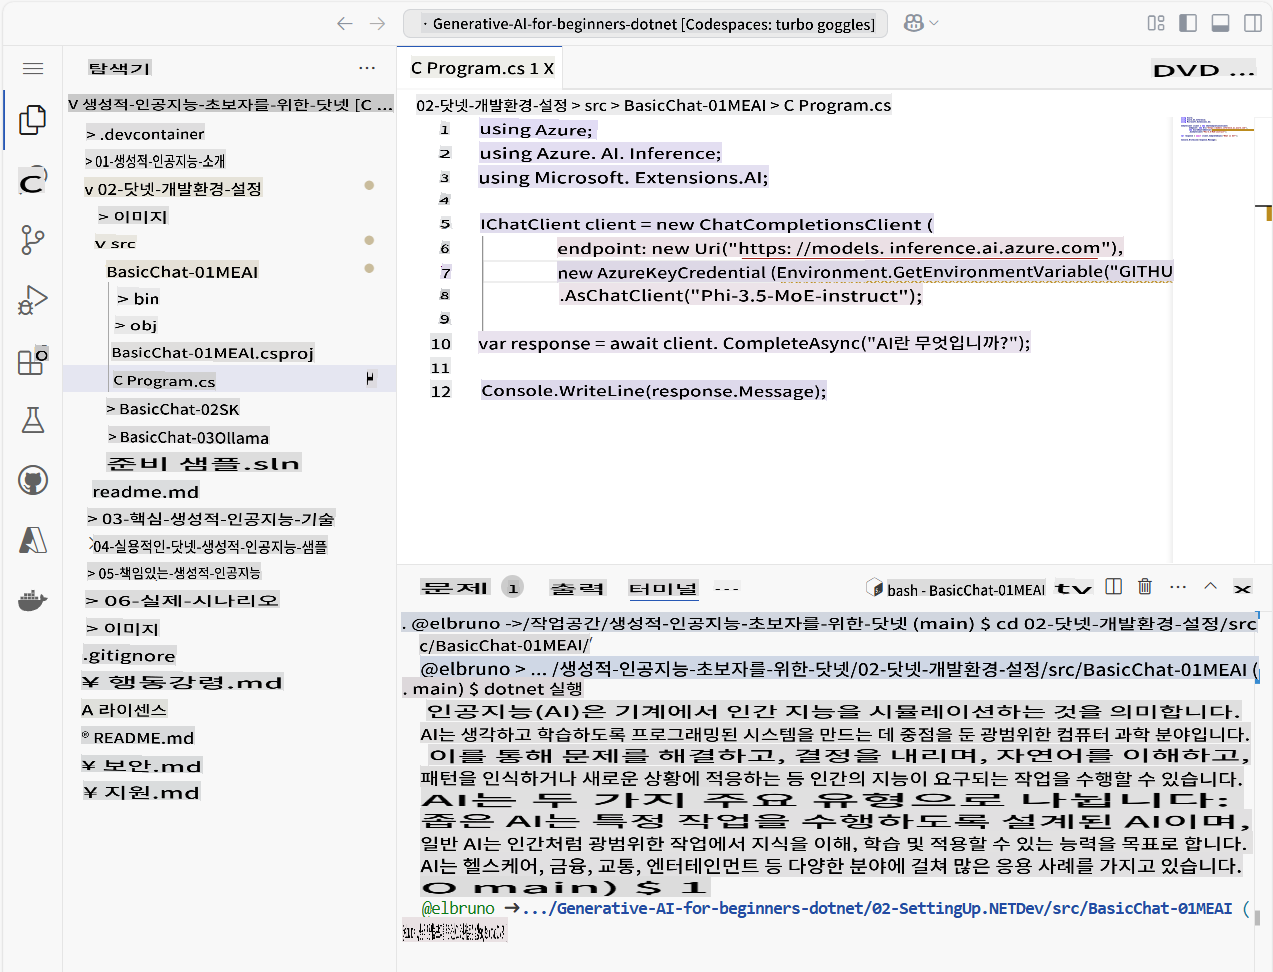 · Generative-AI-for-beginners-dotnet [Codespaces: turbo goggles]
탐색기 ...
V 생성적-인공지능-초보자를-위한-닷넷 [C ...
> .devcontainer
> 01-생성적-인공지능-소개
v 02-닷넷-개발환경-설정
> 이미지
v src
BasicChat-01MEAI
> bin
> obj
BasicChat-01MEAI.csproj
C Program.cs
> BasicChat-02SK
> BasicChat-03Ollama
준비 샘플.sln
readme.md
> 03-핵심-생성적-인공지능-기술
04-실용적인-닷넷-생성적-인공지능-샘플
> 05-책임있는-생성적-인공지능
> 06-실제-시나리오
> 이미지
.gitignore
¥ 행동강령.md
A 라이센스
® README.md
¥ 보안.md
¥ 지원.md
C Program.cs 1 X
DVD ...
02-닷넷-개발환경-설정 > src > BasicChat-01MEAI > C Program.cs
1 using Azure;
2 using Azure. AI. Inference;
3 using Microsoft. Extensions.AI;
4
5 IChatClient client = new ChatCompletionsClient (
6 endpoint: new Uri("https: //models. inference.ai.azure.com"),
7 new AzureKeyCredential (Environment.GetEnvironmentVariable("GITHU
8 .AsChatClient("Phi-3.5-MoE-instruct");
9
10 var response = await client. CompleteAsync("AI란 무엇입니까?");
11
12 Console.WriteLine(response.Message);
문제 1 출력 터미널 ---
bash - BasicChat-01MEAI tv ... x
. @elbruno ->/작업공간/생성적-인공지능-초보자를-위한-닷넷 (main) $ cd 02-닷넷-개발환경-설정/src
c/BasicChat-01MEAI/
@elbruno > ... /생성적-인공지능-초보자를-위한-닷넷/02-닷넷-개발환경-설정/src/BasicChat-01MEAI (
. main) $ dotnet 실행
인공지능(AI)은 기계에서 인간 지능을 시뮬레이션하는 것을 의미합니다.
AI는 생각하고 학습하도록 프로그래밍된 시스템을 만드는 데 중점을 둔 광범위한 컴퓨터 과학 분야입니다.
이를 통해 문제를 해결하고, 결정을 내리며, 자연어를 이해하고,
패턴을 인식하거나 새로운 상황에 적응하는 등 인간의 지능이 요구되는 작업을 수행할 수 있습니다.
AI는 두 가지 주요 유형으로 나뉩니다:
좁은 AI는 특정 작업을 수행하도록 설계된 AI이며,
일반 AI는 인간처럼 광범위한 작업에서 지식을 이해, 학습 및 적용할 수 있는 능력을 목표로 합니다.
AI는 헬스케어, 금융, 교통, 엔터테인먼트 등 다양한 분야에 걸쳐 많은 응용 사례를 가지고 있습니다.
O main) $ 1
@elbruno →.../Generative-AI-for-beginners-dotnet/02-SettingUp.NETDev/src/BasicChat-01MEAI (